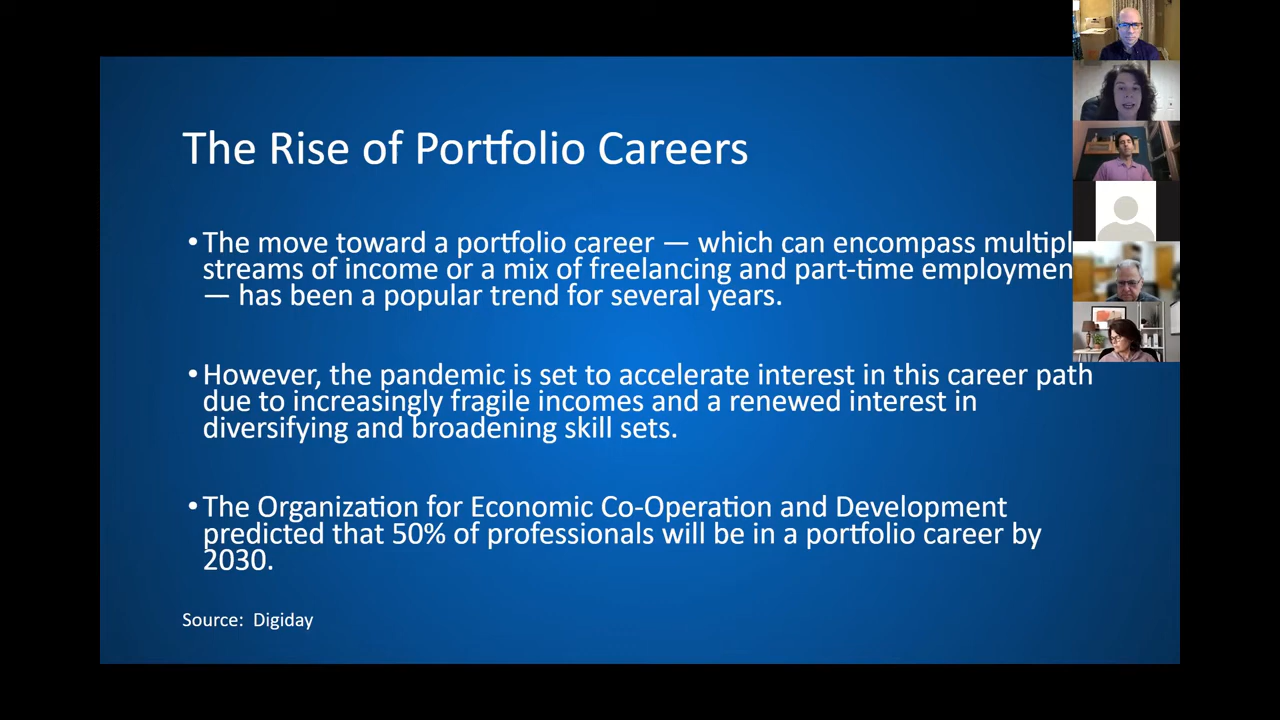 The Rise of Portfolio Careers
•The move toward a portfolio career — which can encompass multipl
streams of income or a mix of freelancing and part-time employmen
— has been a popular trend for several years.
•However, the pandemic is set to accelerate interest in this career path
due to increasingly fragile incomes and a renewed interest in
diversifying and broadening skill sets.
•The Organization for Economic Co-Operation and Development
predicted that 50% of professionals will be in a portfolio career by
2030.
Source: Digiday